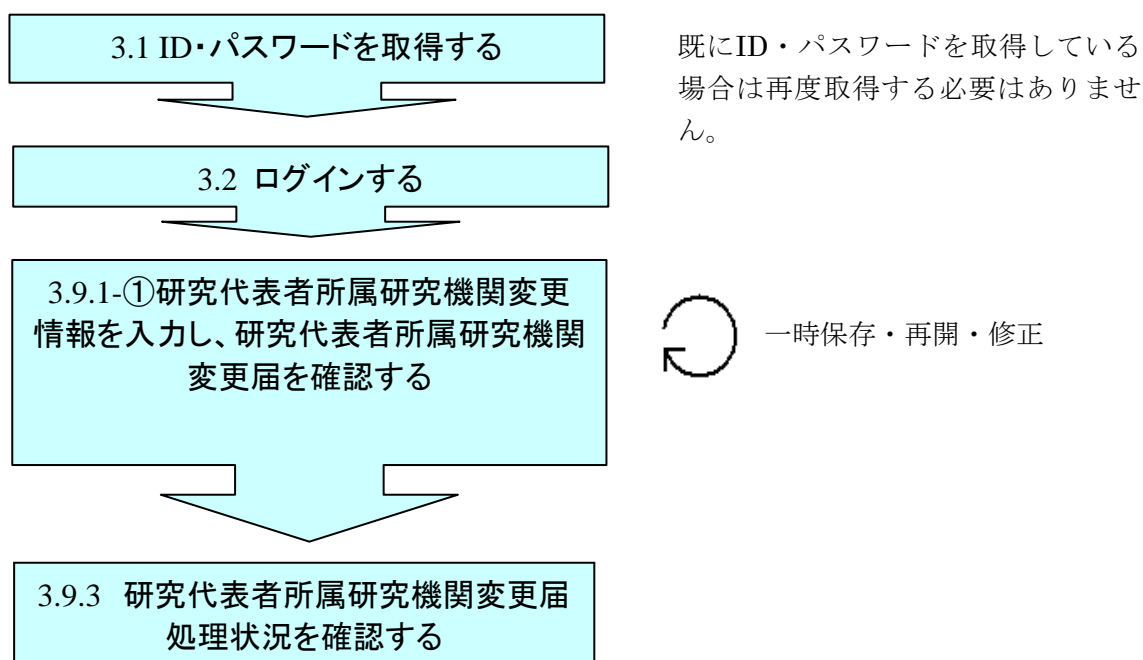 3.1 ID・パスワードを取得する
既にID・パスワードを取得している
場合は再度取得する必要はありませ
ん。
3.2 ログインする
3.9.1-①研究代表者所属研究機関変更
情報を入力し、研究代表者所属研究機関
変更届を確認する
一時保存・再開・修正
3.9.3 研究代表者所属研究機関変更届
処理状況を確認する